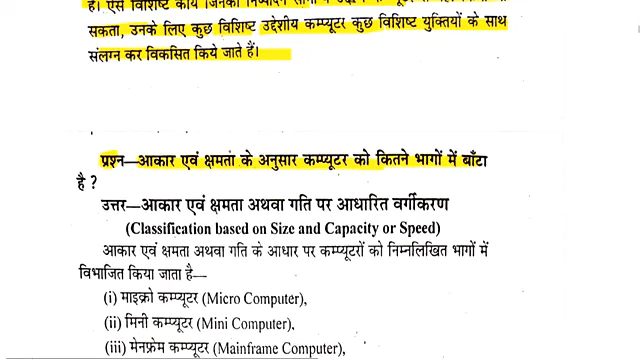 सकता, उनके लिए कुछ विशिष्ट उद्देशीय कम्प्यूटर कुछ विशिष्ट युक्तियों के साथ
संलग्न कर विकसित किये जाते हैं।
प्रश्न—आकार एवं क्षमता के अनुसार कम्प्यूटर को कितने भागों में बाँटा
है ?
उत्तर—आकार एवं क्षमता अथवा गति पर आधारित वर्गीकरण
(Classification based on Size and Capacity or Speed)
आकार एवं क्षमता अथवा गति के आधार पर कम्प्यूटरों को निम्नलिखित भागों में
विभाजित किया जाता है—
(i) माइक्रो कम्प्यूटर (Micro Computer),
(ii) मिनी कम्प्यूटर (Mini Computer),
(iii) मेनफ्रेम कम्प्यूटर (Mainframe Computer),